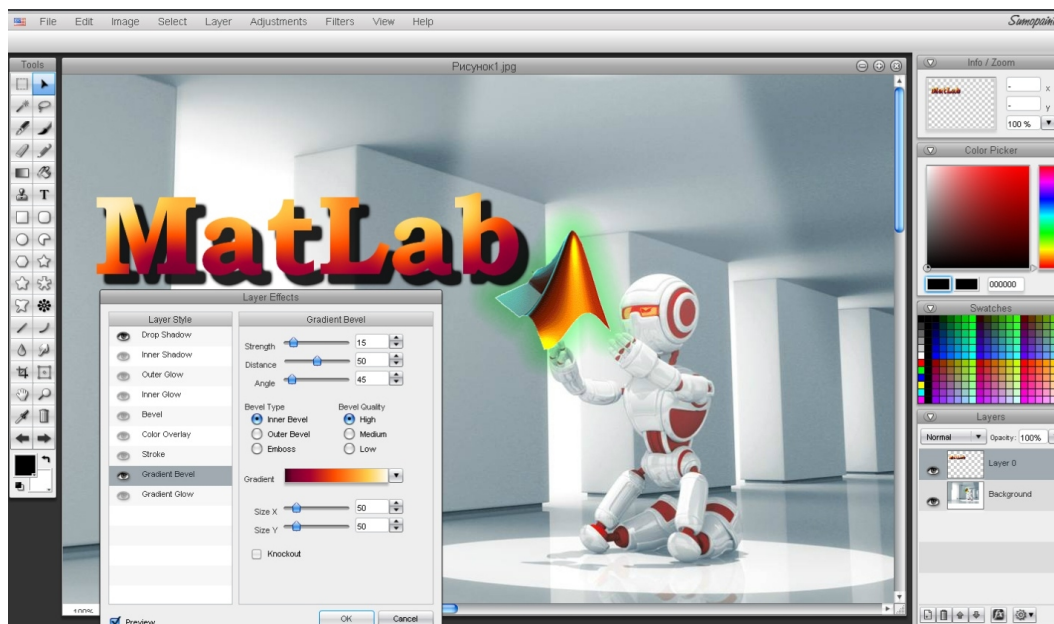 File Edit Image Select Layer Adjustments Filters View Help
Sumopaint
Tools
Рисунок1.jpg
Info / Zoom
MatLab
x
y
100 %
Color Picker
000000
Swatches
Layers
Normal Opacity: 100%
Layer 0
Background
T
MatLab
Layer Effects
Layer Style
Drop Shadow
Inner Shadow
Outer Glow
Inner Glow
Bevel
Color Overlay
Stroke
Gradient Bevel
Gradient Glow
Gradient Bevel
Strength 15
Distance 50
Angle 45
Bevel Type Bevel Quality
Inner Bevel High
Outer Bevel Medium
Emboss Low
Gradient
Size X 50
Size Y 50
Knockout
100%
Preview OK Cancel